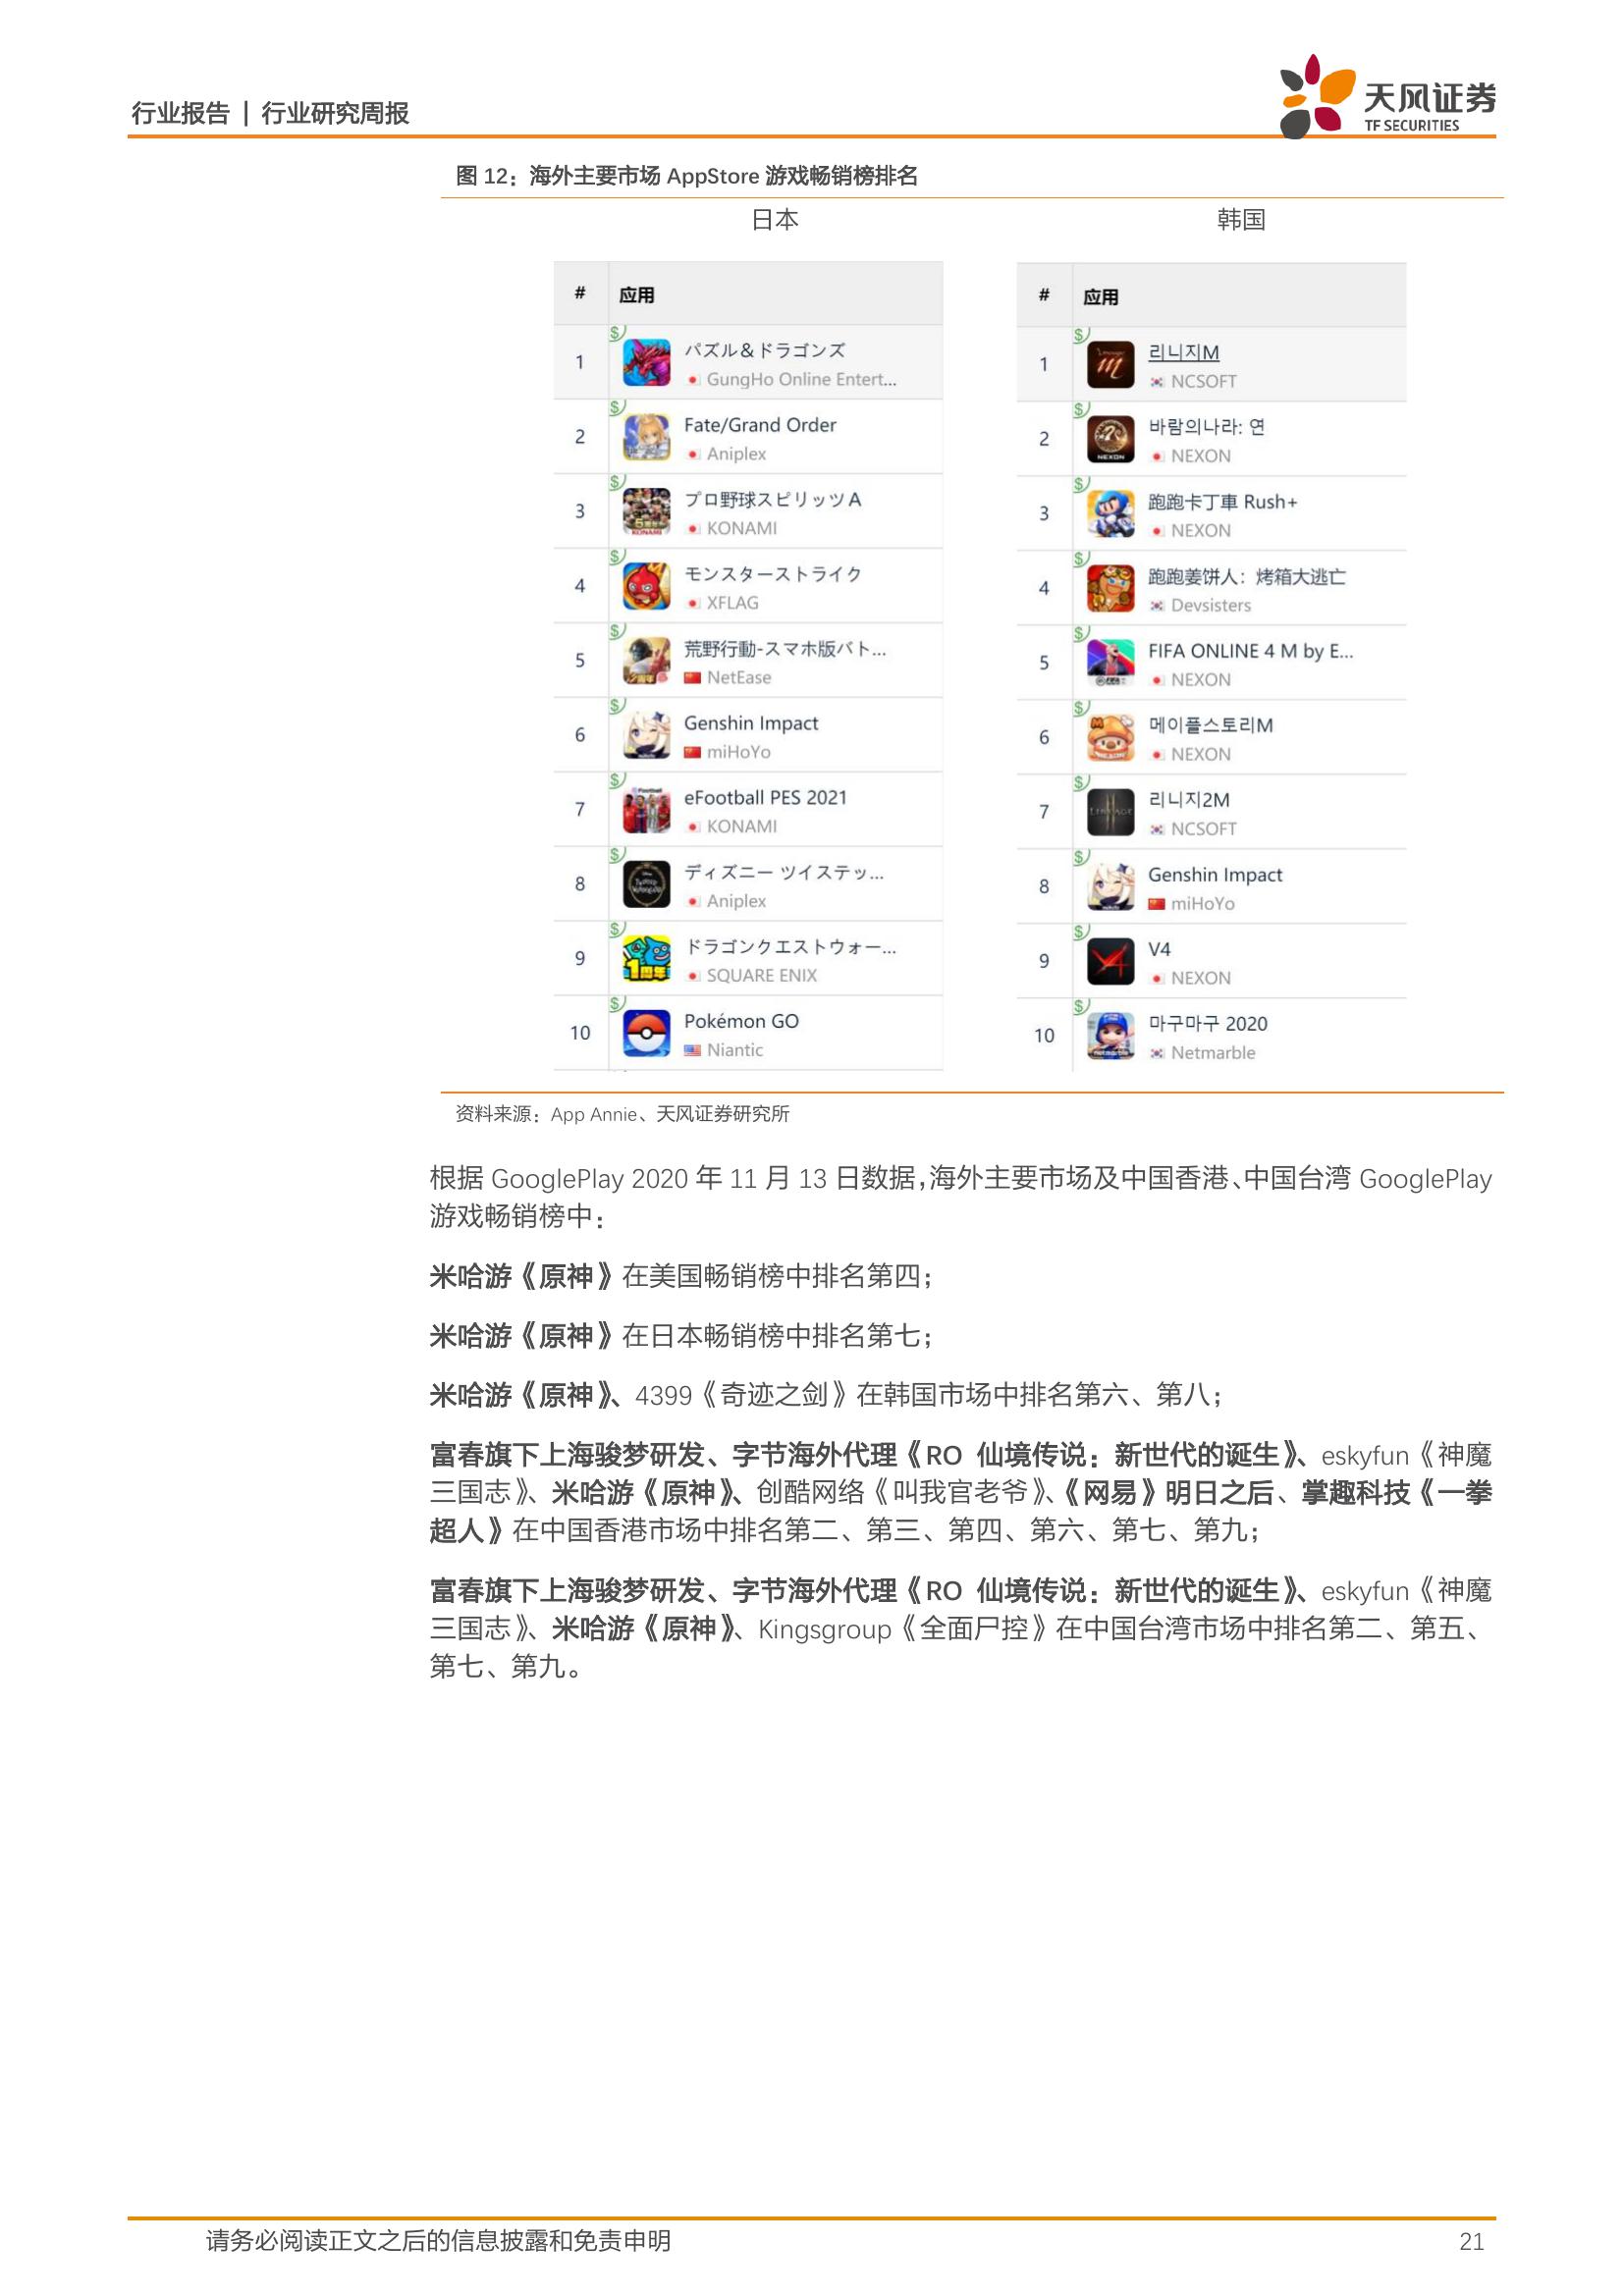 行业报告 | 行业研究周报
天风证券
TF SECURITIES
图 12：海外主要市场 AppStore 游戏畅销榜排名
日本
韩国
# 应用
1 パズル＆ドラゴンズ
GungHo Online Entert...
2 Fate/Grand Order
Aniplex
3 プロ野球スピリッツA
KONAMI
4 モンスターストライク
XFLAG
5 荒野行動-スマホ版バト...
NetEase
6 Genshin Impact
miHoYo
7 eFootball PES 2021
KONAMI
8 ディズニー ツイステッ...
Aniplex
9 ドラゴンクエストウォー...
SQUARE ENIX
10 Pokémon GO
Niantic
# 应用
1 리니지M
NCSOFT
2 바람의나라: 연
NEXON
3 跑跑卡丁車 Rush+
NEXON
4 跑跑姜饼人：烤箱大逃亡
Devsisters
5 FIFA ONLINE 4 M by E...
NEXON
6 메이플스토리M
NEXON
7 리니지2M
NCSOFT
8 Genshin Impact
miHoYo
9 V4
NEXON
10 마구마구 2020
Netmarble
资料来源：App Annie、天风证券研究所
根据 GooglePlay 2020 年 11 月 13 日数据，海外主要市场及中国香港、中国台湾 GooglePlay
游戏畅销榜中：
米哈游《原神》在美国畅销榜中排名第四；
米哈游《原神》在日本畅销榜中排名第七；
米哈游《原神》、4399《奇迹之剑》在韩国市场中排名第六、第八；
富春旗下上海骏梦研发、字节海外代理《RO 仙境传说：新世代的诞生》、eskyfun《神魔
三国志》、米哈游《原神》、创酷网络《叫我官老爷》、《网易》明日之后、掌趣科技《一拳
超人》在中国香港市场中排名第二、第三、第四、第六、第七、第九；
富春旗下上海骏梦研发、字节海外代理《RO 仙境传说：新世代的诞生》、eskyfun《神魔
三国志》、米哈游《原神》、Kingsgroup《全面尸控》在中国台湾市场中排名第二、第五、
第七、第九。
请务必阅读正文之后的信息披露和免责申明
21